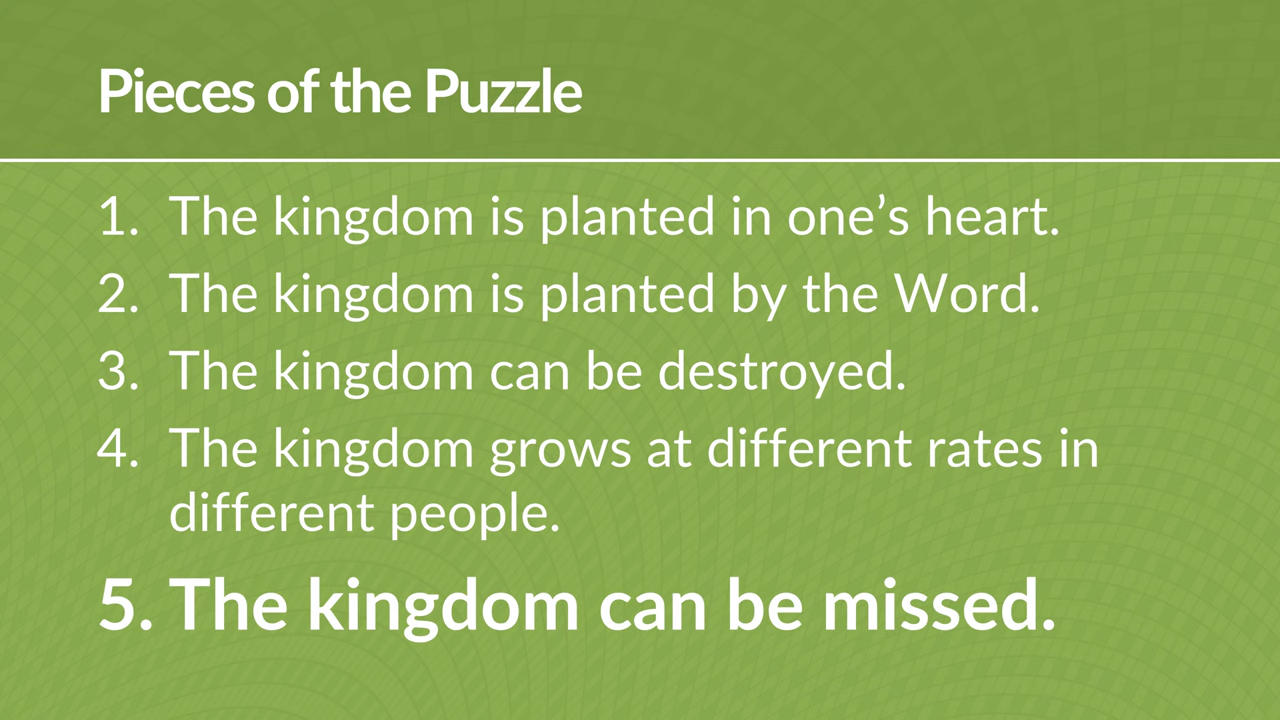 Pieces of the Puzzle
1. The kingdom is planted in one’s heart.
2. The kingdom is planted by the Word.
3. The kingdom can be destroyed.
4. The kingdom grows at different rates in
different people.
5. The kingdom can be missed.